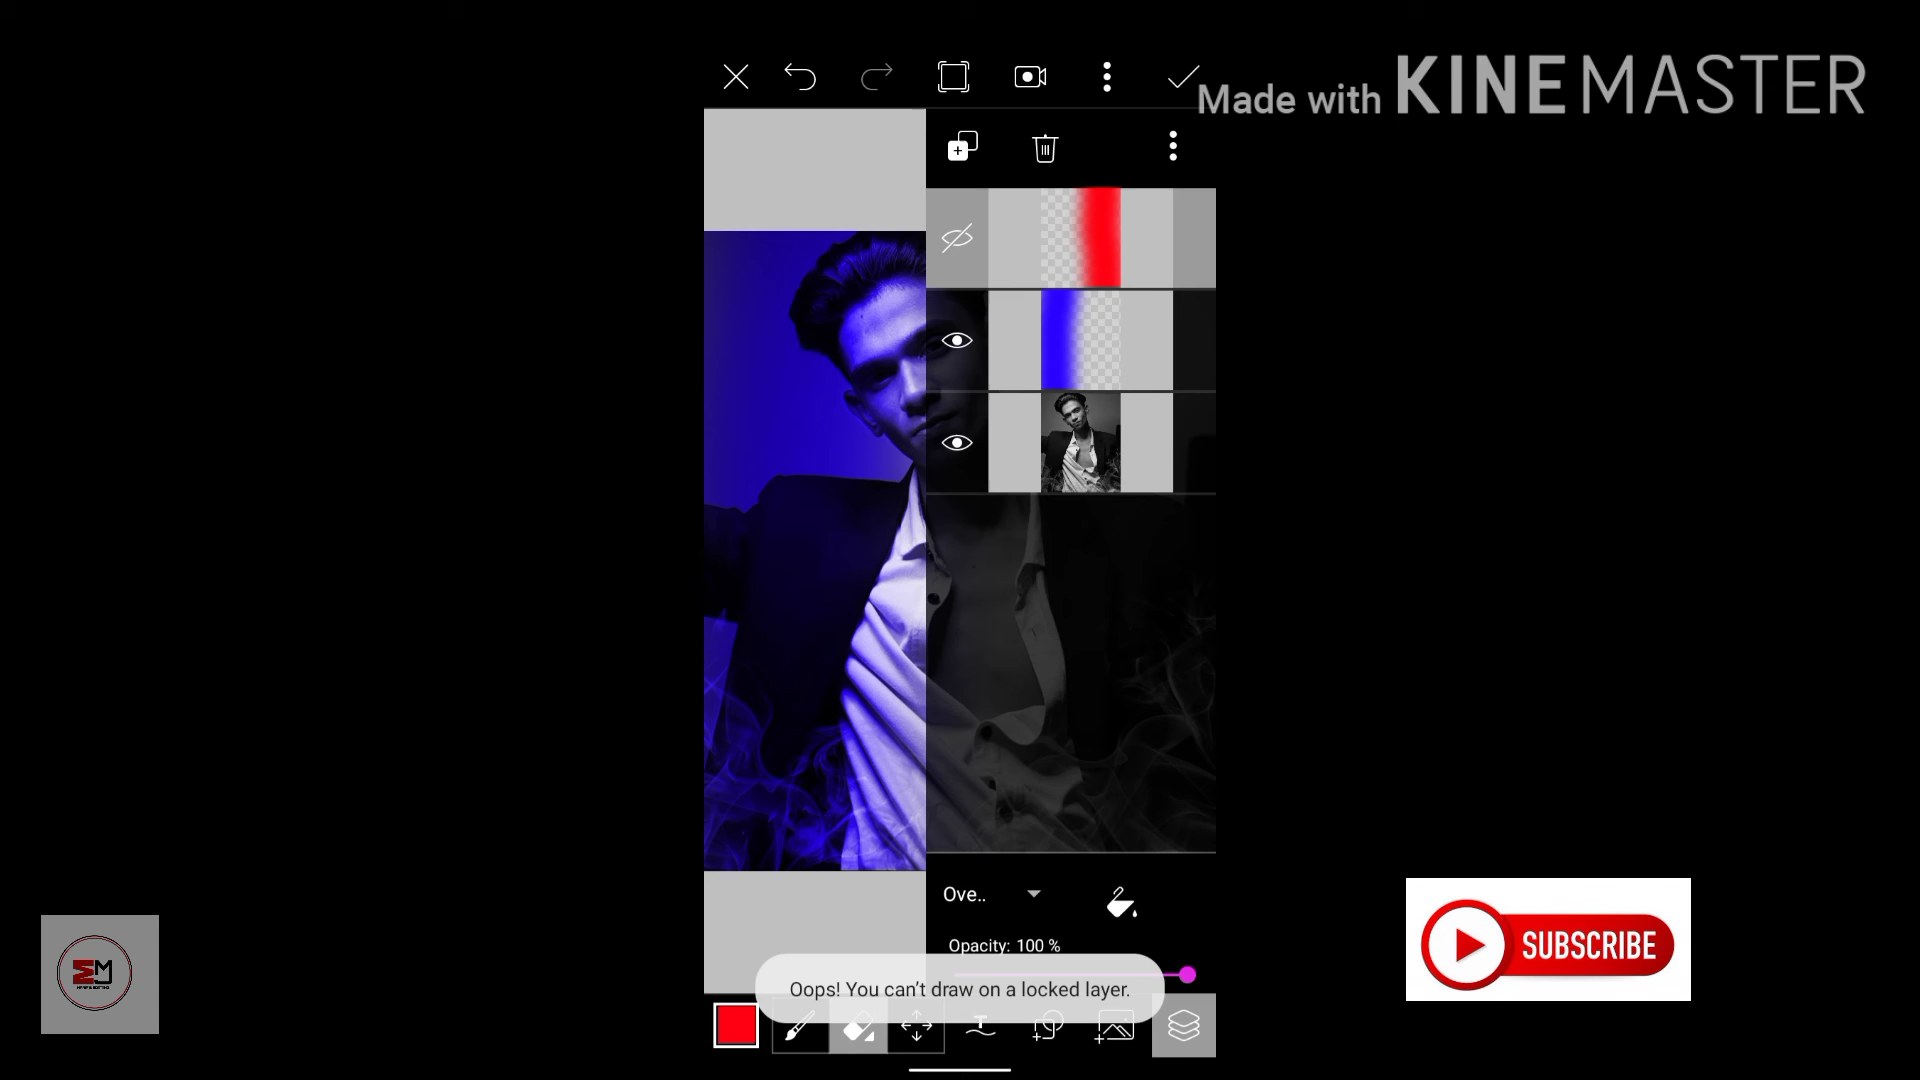 Made with KINEMASTER
Ove..
Opacity: 100 %
Oops! You can't draw on a locked layer.
SUBSCRIBE